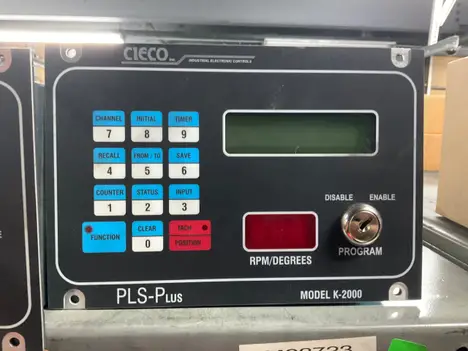 CIECO INC.
INDUSTRIAL ELECTRONIC CONTROLS
CHANNEL INITIAL TIMER
7 8 9
RECALL FROM / TO SAVE
4 5 6
COUNTER STATUS INPUT
1 2 3
FUNCTION CLEAR TACH
0 POSITION
DISABLE ENABLE
PROGRAM
RPM/DEGREES
PLS-PLUS MODEL K-2000